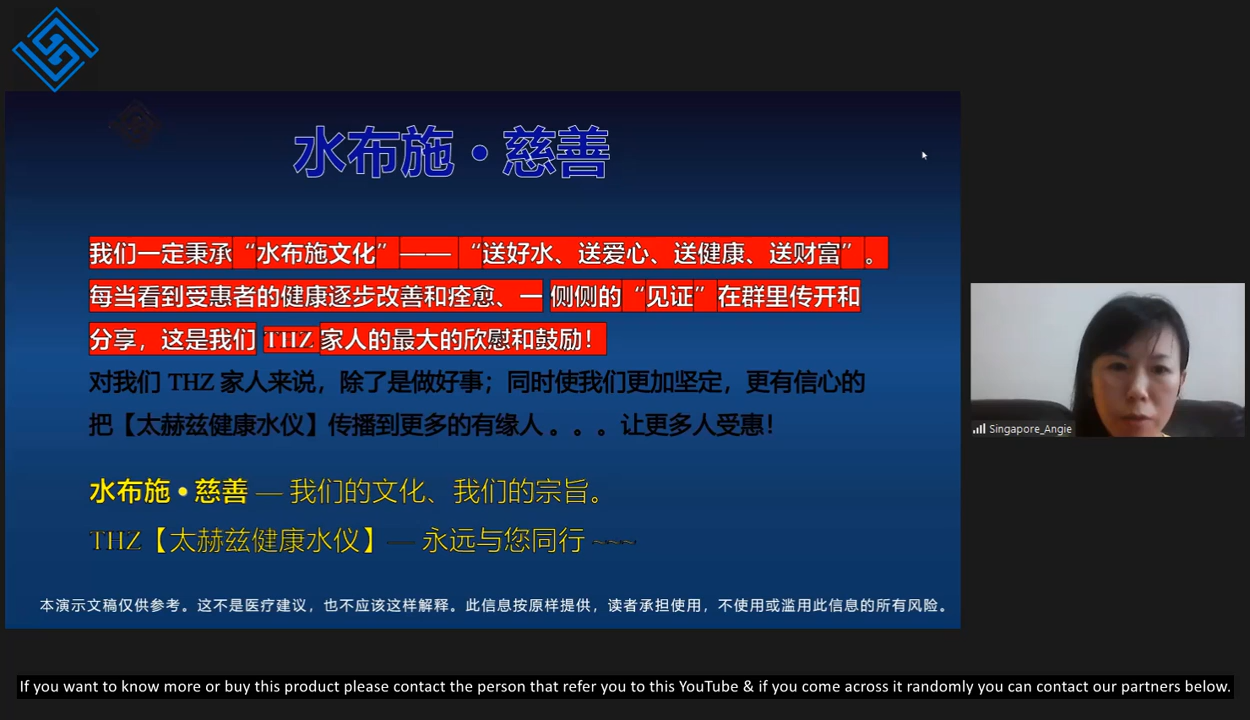 水布施•慈善
我们一定秉承“水布施文化”——“送好水、送爱心、送健康、送财富”。
每当看到受惠者的健康逐步改善和痊愈、一侧侧的“见证”在群里传开和
分享，这是我们 THZ 家人的最大的欣慰和鼓励！
对我们 THZ 家人来说，除了是做好事；同时使我们更加坚定，更有信心的
把【太赫兹健康水仪】传播到更多的有缘人。。。让更多人受惠！
水布施•慈善 — 我们的文化、我们的宗旨。
THZ【太赫兹健康水仪】— 永远与您同行 ~~~
本演示文稿仅供参考。这不是医疗建议，也不应该这样解释。此信息按原样提供，读者承担使用，不使用或滥用此信息的所有风险。
Singapore_Angie
If you want to know more or buy this product please contact the person that refer you to this YouTube & if you come across it randomly you can contact our partners below.